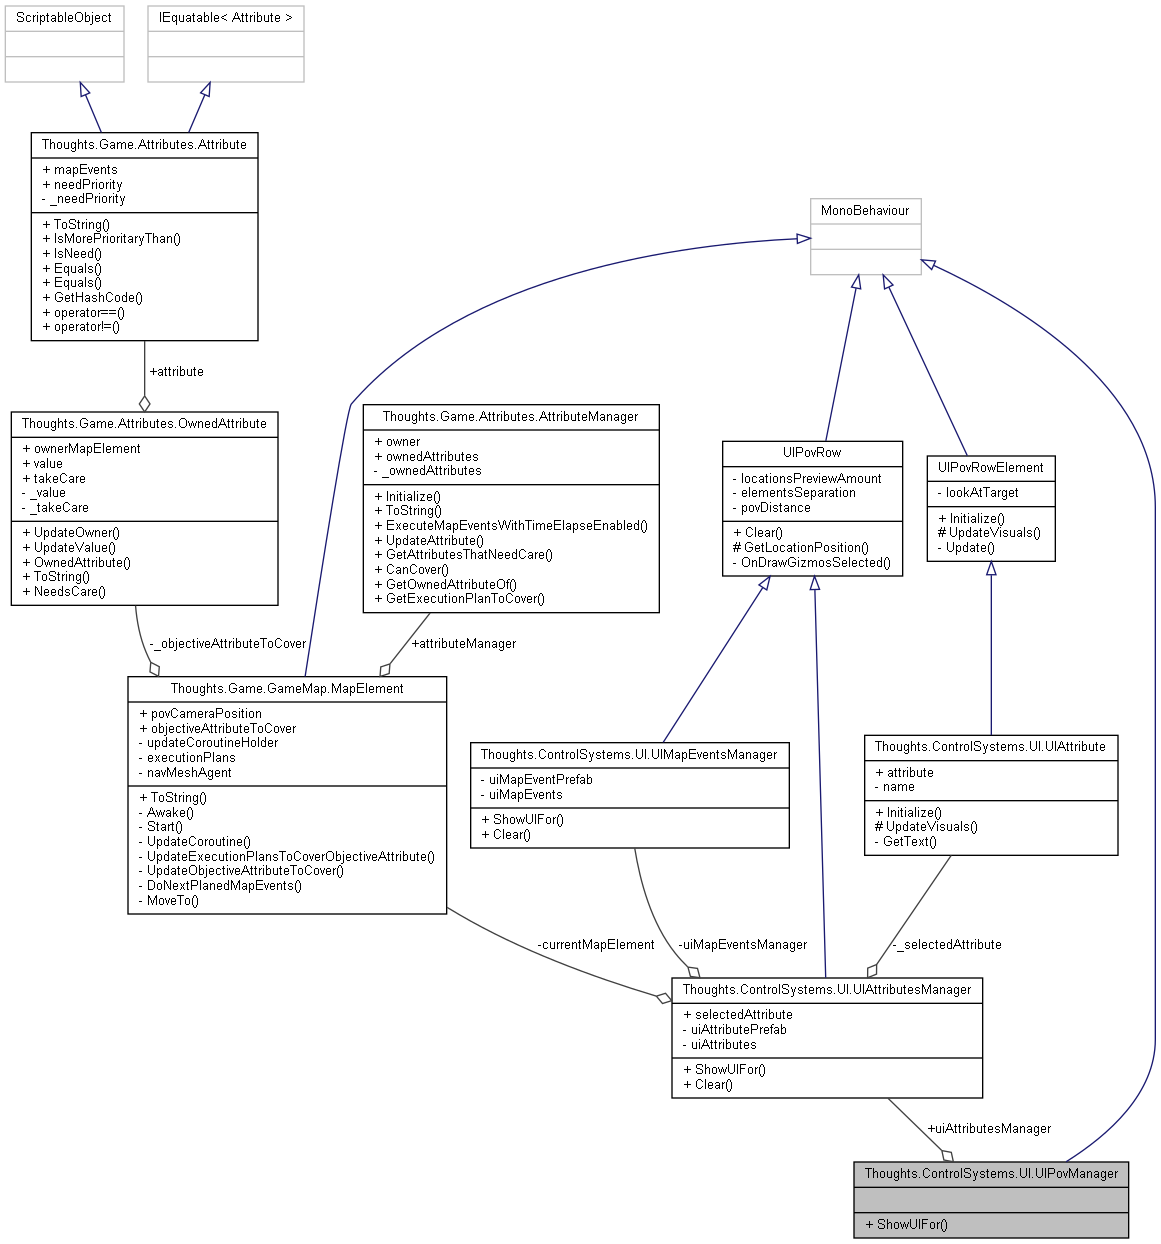 ScriptableObject
IEquatable< Attribute >
Thoughts.Game.Attributes.Attribute
+ mapEvents
+ needPriority
- _needPriority
+ ToString()
+ IsMorePrioritaryThan()
+ IsNeed()
+ Equals()
+ Equals()
+ GetHashCode()
+ operator==()
+ operator!=()
MonoBehaviour
+attribute
Thoughts.Game.Attributes.OwnedAttribute
+ ownerMapElement
+ value
+ takeCare
- _value
- _takeCare
+ UpdateOwner()
+ UpdateValue()
+ OwnedAttribute()
+ ToString()
+ NeedsCare()
Thoughts.Game.Attributes.AttributeManager
+ owner
+ ownedAttributes
- _ownedAttributes
+ Initialize()
+ ToString()
+ ExecuteMapEventsWithTimeElapseEnabled()
+ UpdateAttribute()
+ GetAttributesThatNeedCare()
+ CanCover()
+ GetOwnedAttributeOf()
+ GetExecutionPlanToCover()
UIPovRow
- locationsPreviewAmount
- elementsSeparation
- povDistance
+ Clear()
# GetLocationPosition()
- OnDrawGizmosSelected()
UIPovRowElement
- lookAtTarget
+ Initialize()
# UpdateVisuals()
- Update()
-_objectiveAttributeToCover
+attributeManager
Thoughts.Game.GameMap.MapElement
+ povCameraPosition
+ objectiveAttributeToCover
- updateCoroutineHolder
- executionPlans
- navMeshAgent
+ ToString()
- Awake()
- Start()
- UpdateCoroutine()
- UpdateExecutionPlansToCoverObjectiveAttribute()
- UpdateObjectiveAttributeToCover()
- DoNextPlanedMapEvents()
- MoveTo()
Thoughts.ControlSystems.UI.UIMapEventsManager
- uiMapEventPrefab
- uiMapEvents
+ ShowUIFor()
+ Clear()
Thoughts.ControlSystems.UI.UIAttribute
+ attribute
- name
+ Initialize()
# UpdateVisuals()
- GetText()
-currentMapElement
-uiMapEventsManager
-_selectedAttribute
Thoughts.ControlSystems.UI.UIAttributesManager
+ selectedAttribute
- uiAttributePrefab
- uiAttributes
+ ShowUIFor()
+ Clear()
+uiAttributesManager
Thoughts.ControlSystems.UI.UIPovManager
+ ShowUIFor()